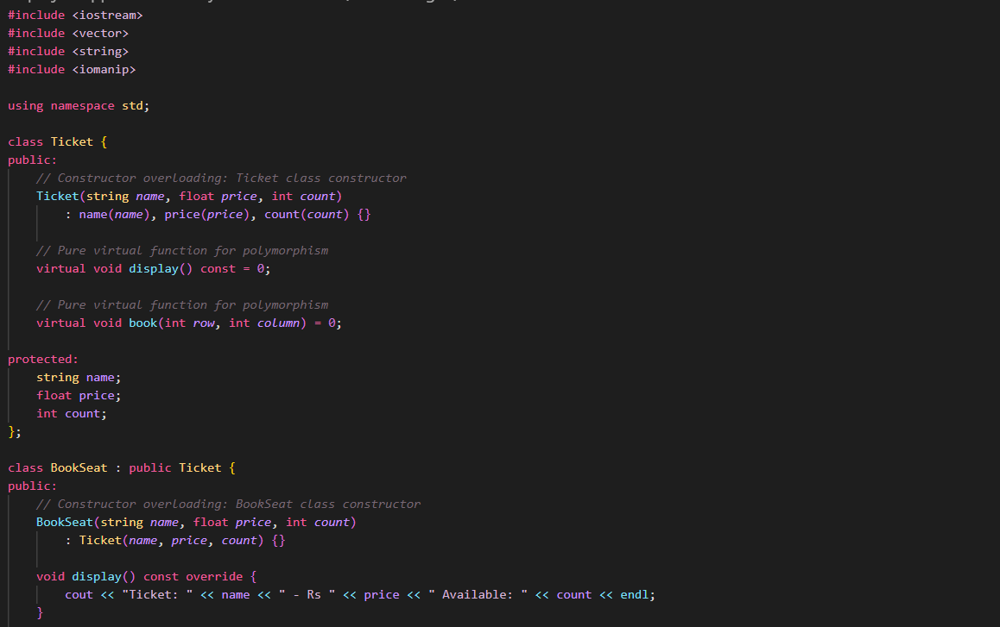 #include <iostream>
#include <vector>
#include <string>
#include <iomanip>

using namespace std;

class Ticket {
public:
    // Constructor overloading: Ticket class constructor
    Ticket(string name, float price, int count)
        : name(name), price(price), count(count) {}

    // Pure virtual function for polymorphism
    virtual void display() const = 0;

    // Pure virtual function for polymorphism
    virtual void book(int row, int column) = 0;

protected:
    string name;
    float price;
    int count;
};

class BookSeat : public Ticket {
public:
    // Constructor overloading: BookSeat class constructor
    BookSeat(string name, float price, int count)
        : Ticket(name, price, count) {}

    void display() const override {
        cout << "Ticket: " << name << " - Rs " << price << " Available: " << count << endl;
    }